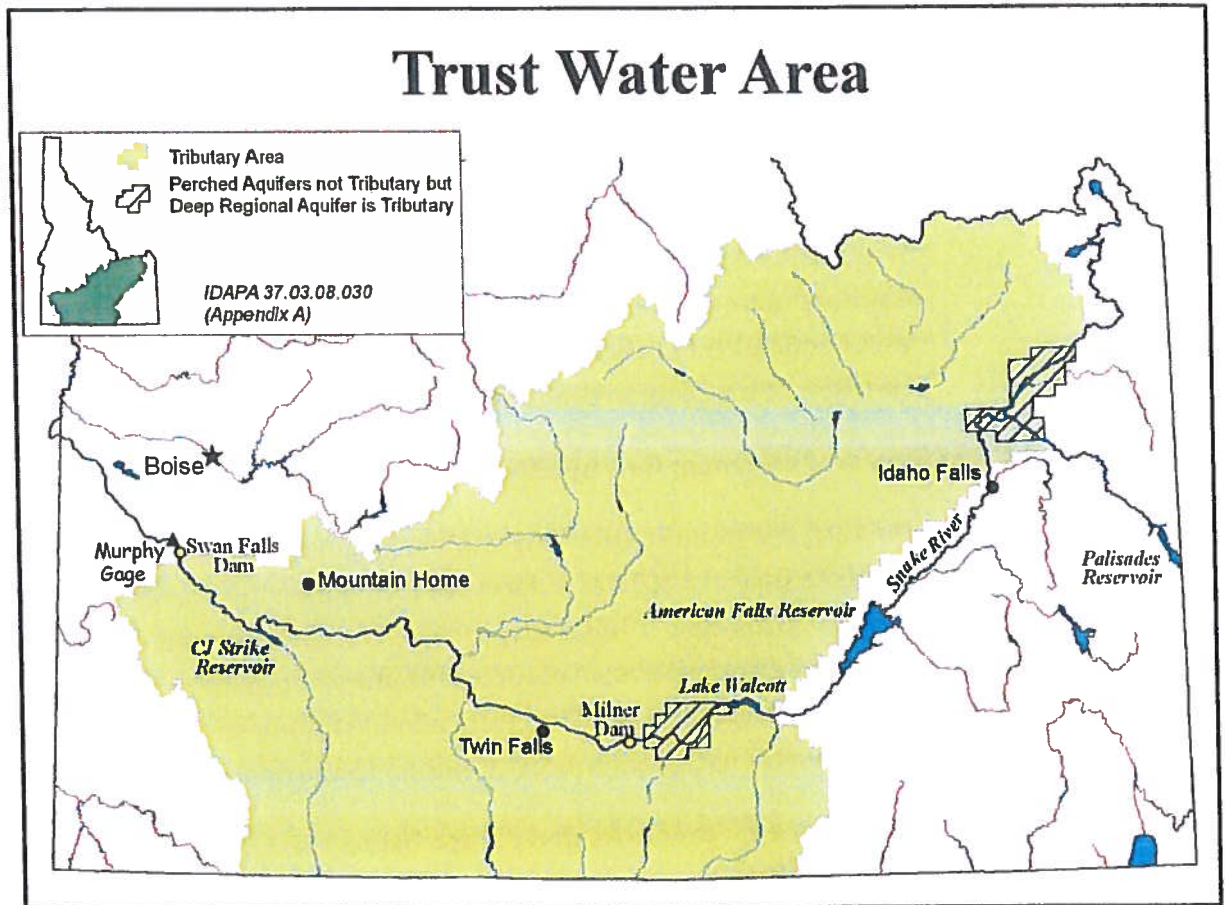 Trust Water Area
Tributary Area
Perched Aquifers not Tributary but
Deep Regional Aquifer is Tributary
IDAPA 37.03.08.030
(Appendix A)
Boise
Idaho Falls
Murphy
Gage
Swan Falls
Dam
Mountain Home
Snake River
Palisades
Reservoir
American Falls Reservoir
CJ Strike
Reservoir
Lake Walcott
Milner
Dam
Twin Falls